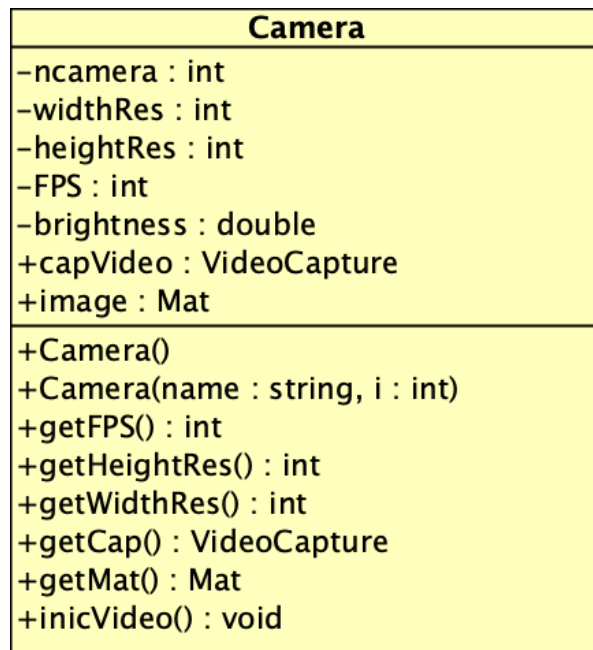 Camera
-ncamera : int
-widthRes : int
-heightRes : int
-FPS : int
-brightness : double
+capVideo : VideoCapture
+image : Mat
+Camera()
+Camera(name : string, i : int)
+getFPS() : int
+getHeightRes() : int
+getWidthRes() : int
+getCap() : VideoCapture
+getMat() : Mat
+inicVideo() : void